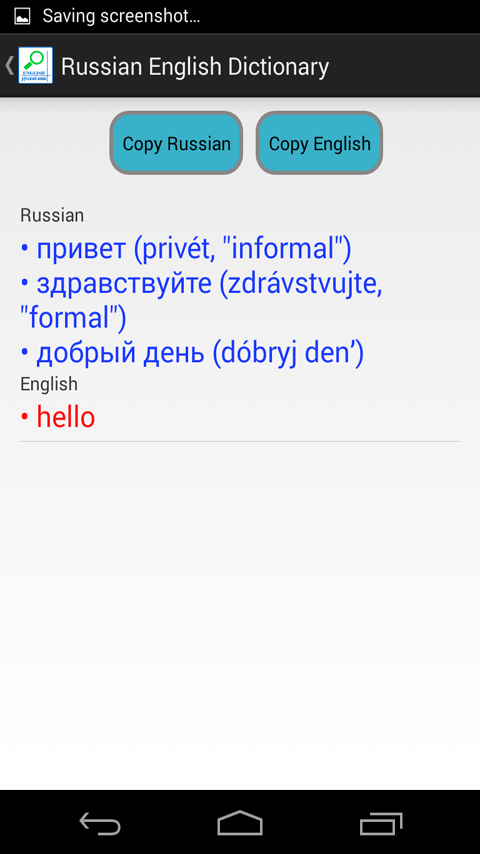 Saving screenshot...
Russian English Dictionary
Copy Russian
Copy English
Russian
• привет (privét, "informal")
• здравствуйте (zdrávstvujte,
"formal")
• добрый день (dóbryj den’)
English
• hello